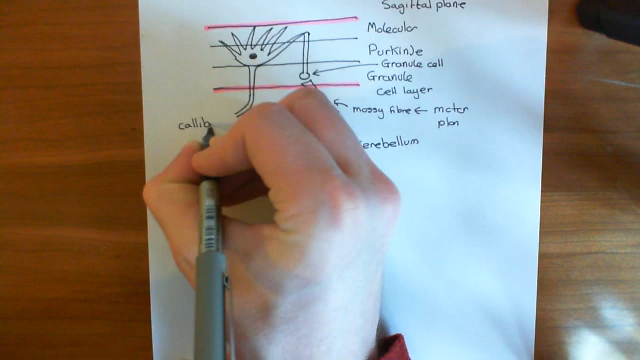 Sagittal plane
Molecular
Purkinje
Granule cell
Granule
cell layer
mossy fibre ← motor
plan
callib
erebellum